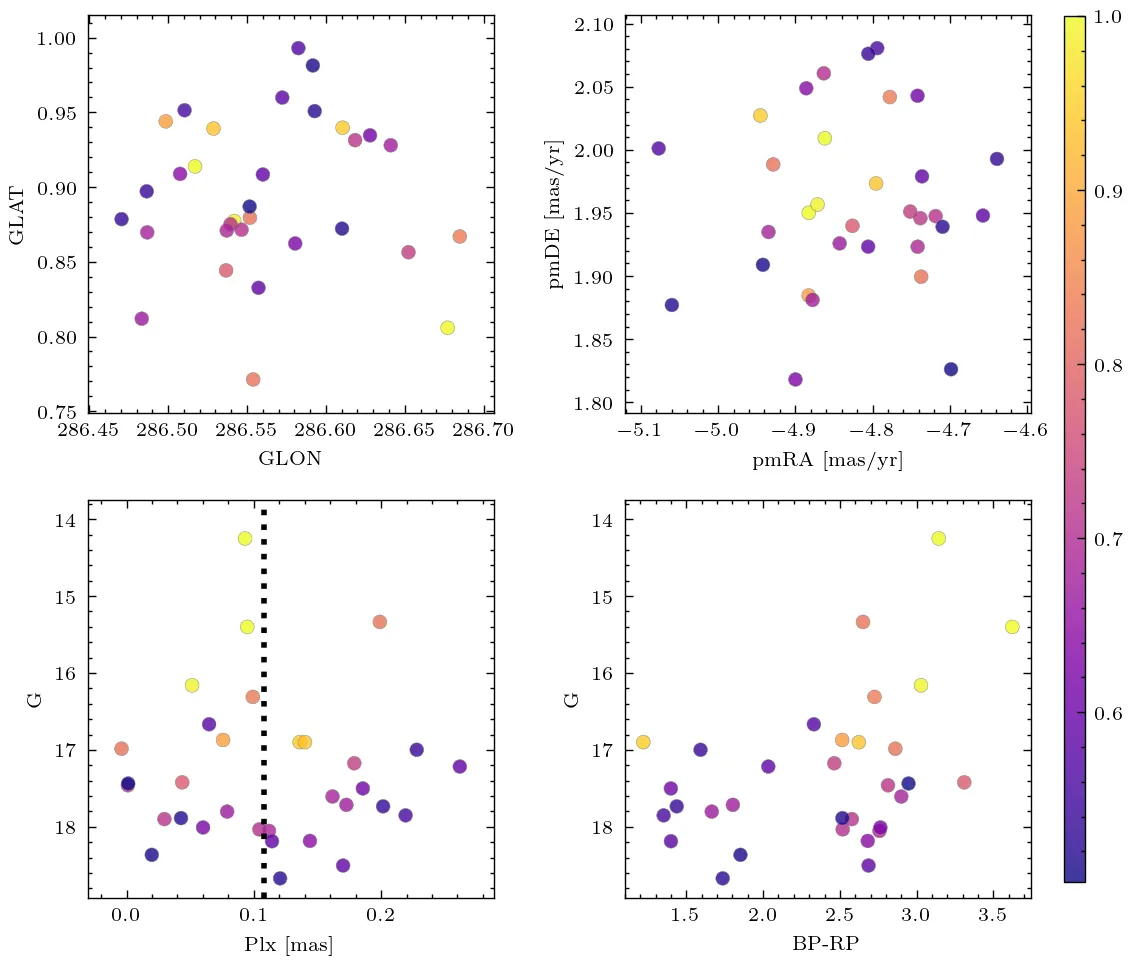 1.00
0.95
0.90
0.85
0.80
0.75
GLAT
286.45 286.50 286.55 286.60 286.65 286.70
GLON
2.10
2.05
2.00
1.95
1.90
1.85
1.80
pmDE [mas/yr]
−5.1 −5.0 −4.9 −4.8 −4.7 −4.6
pmRA [mas/yr]
1.0
0.9
0.8
0.7
0.6
14
15
16
17
18
G
0.0 0.1 0.2
Plx [mas]
14
15
16
17
18
G
1.5 2.0 2.5 3.0 3.5
BP-RP